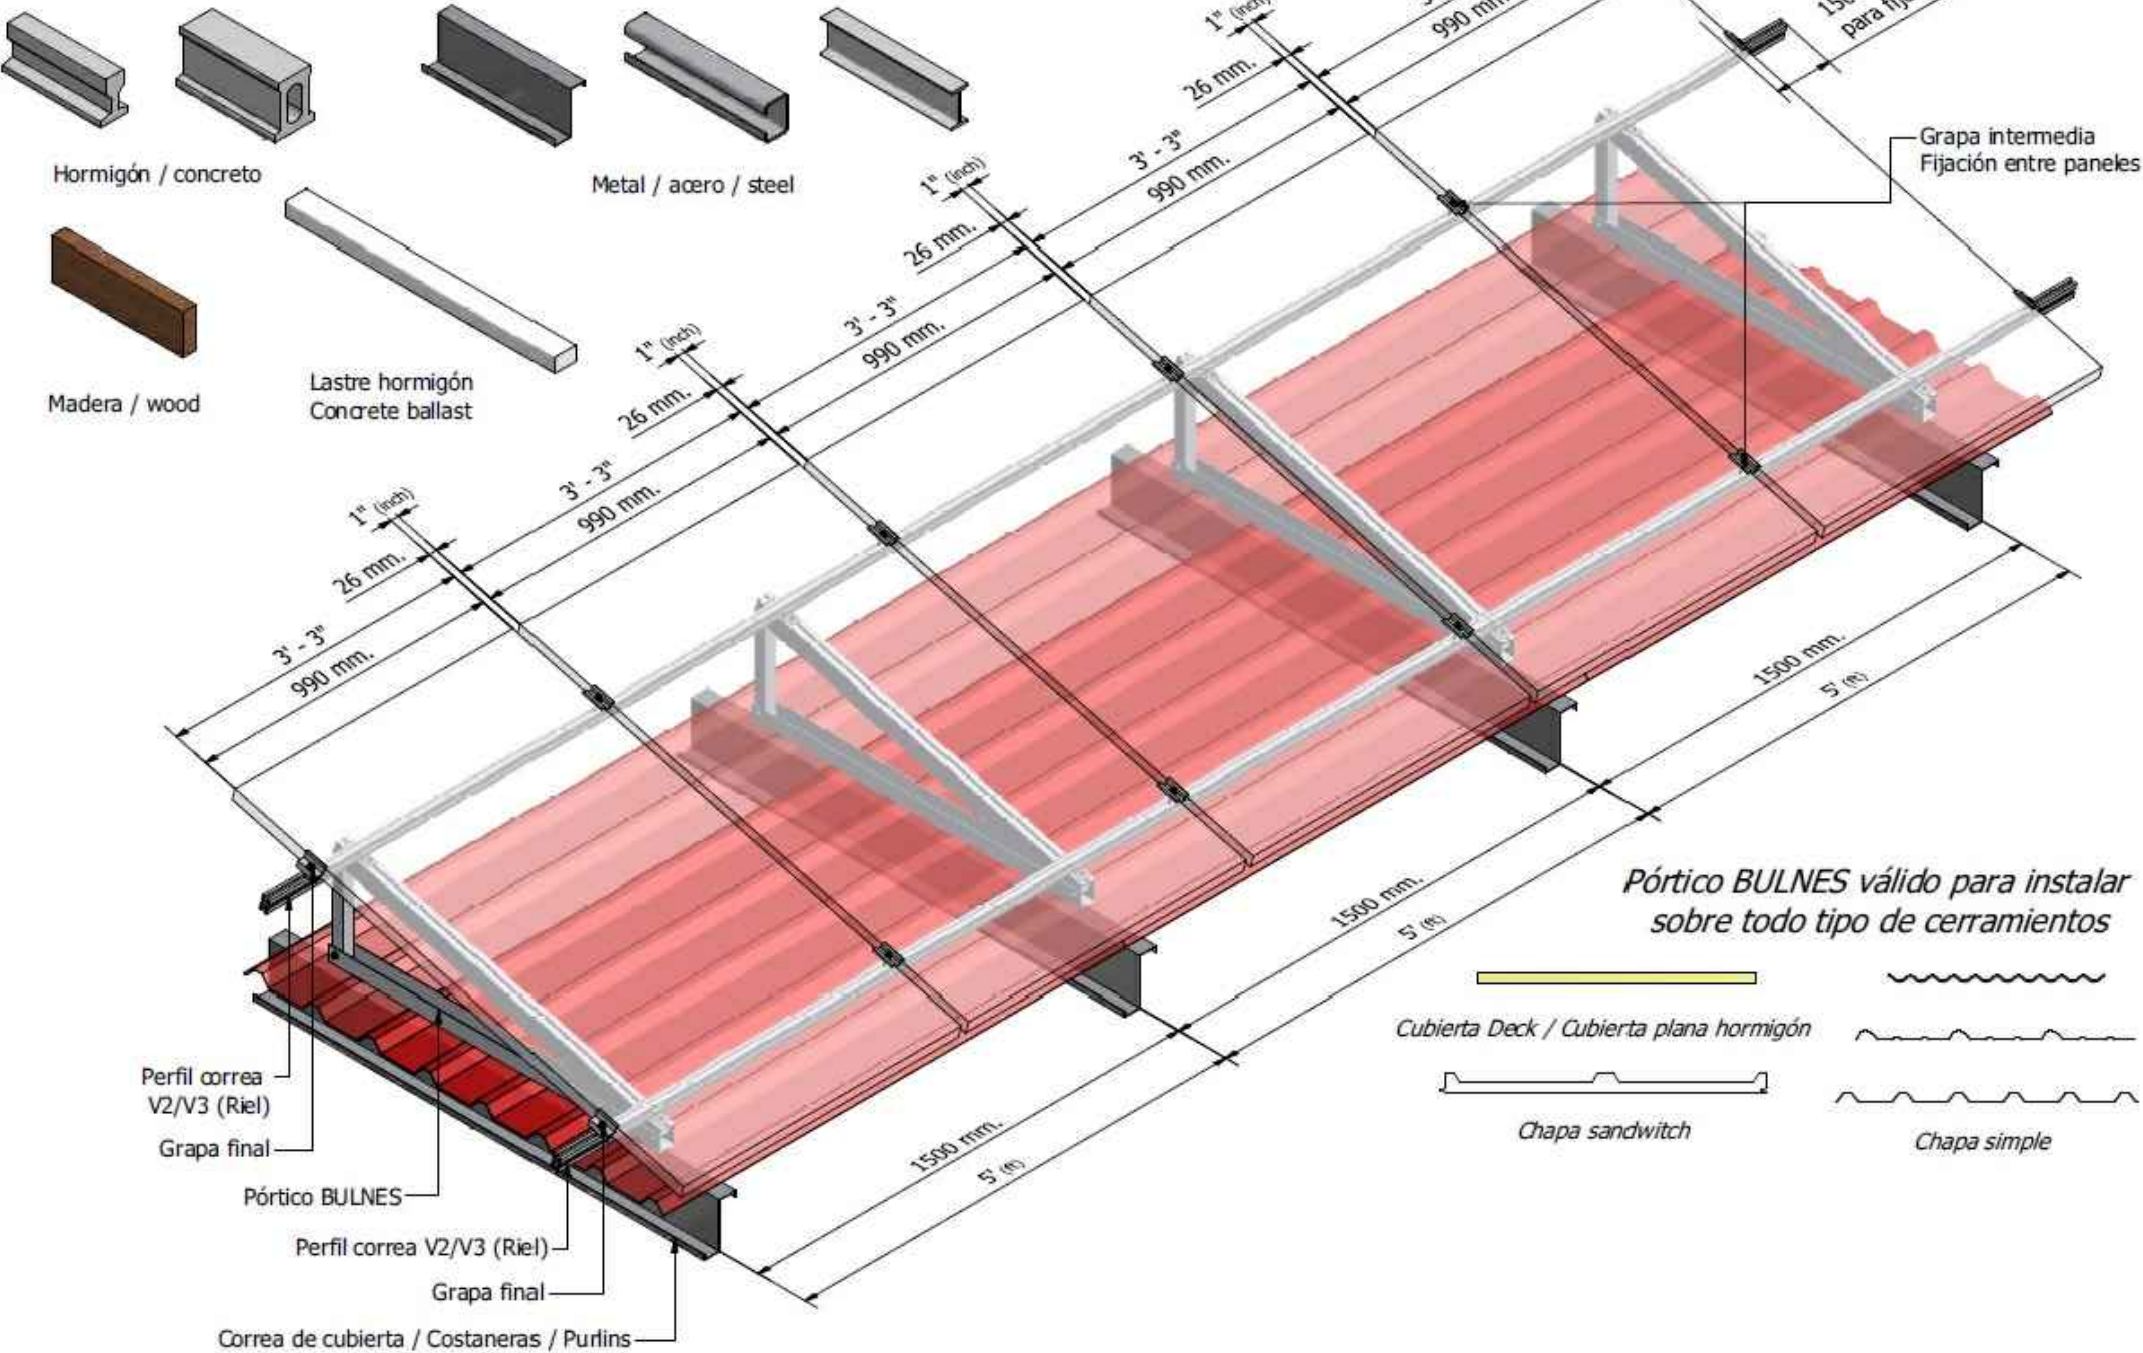 Hormigón / concreto
Metal / acero / steel
Madera / wood
Lastre hormigón
Concrete ballast
1" (inch)
26 mm.
3' - 3"
990 mm.
1" (inch)
26 mm.
3' - 3"
990 mm.
1" (inch)
26 mm.
3' - 3"
990 mm.
1" (inch)
26 mm.
3' - 3"
990 mm.
990 mm.
para
Grapa intermedia
Fijación entre paneles
1500 mm.
5' (ft)
1500 mm.
5' (ft)
1500 mm.
5' (ft)
Pórtico BULNES válido para instalar
sobre todo tipo de cerramientos
Cubierta Deck / Cubierta plana hormigón
Chapa sandwitch
Chapa simple
Perfil correa
V2/V3 (Riel)
Grapa final
Pórtico BULNES
Perfil correa V2/V3 (Riel)
Grapa final
Correa de cubierta / Costaneras / Purlins